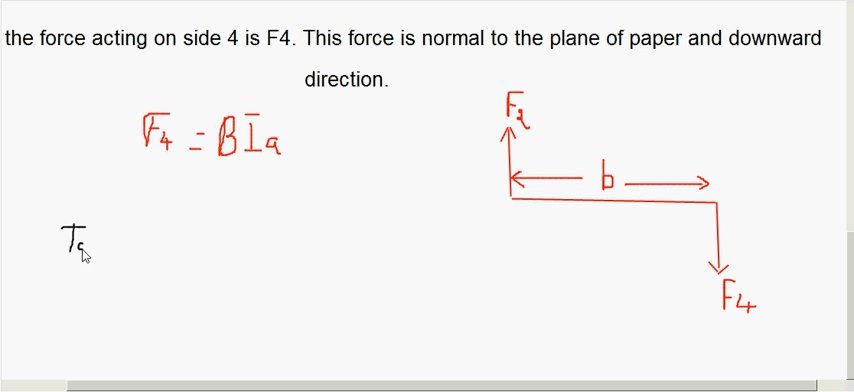 the force acting on side 4 is F4. This force is normal to the plane of paper and downward
direction.
F2
F4 = BIa
b
F4